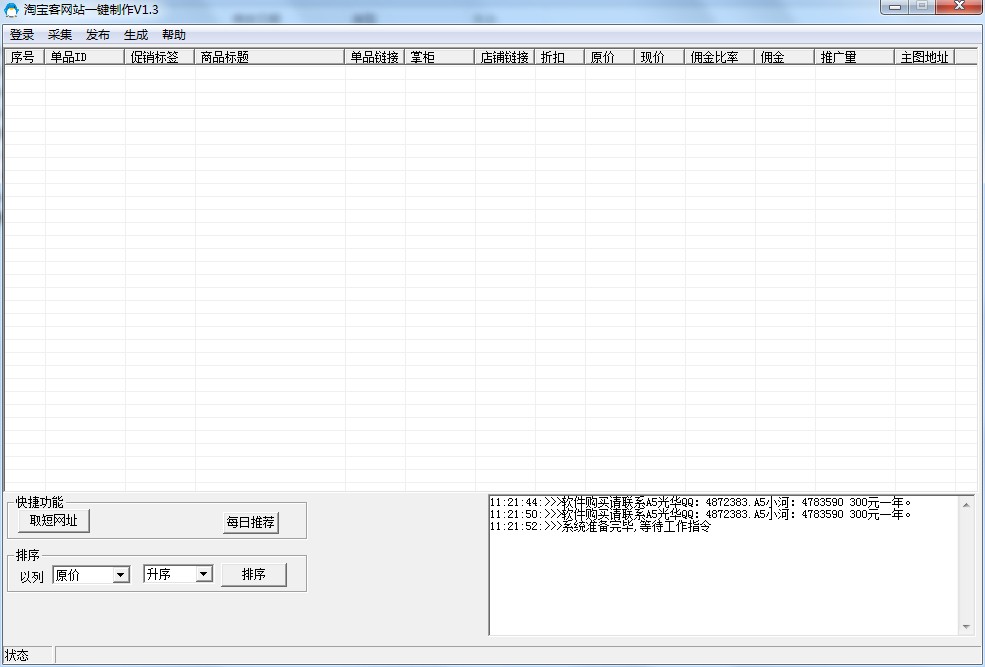 淘宝客网站一键制作V1.3
登录 采集 发布 生成 帮助
序号 单品ID 促销标签 商品标题 单品链接 掌柜 店铺链接 折扣 原价 现价 佣金比率 佣金 推广量 主图地址
快捷功能
取短网址 每日推荐
排序
以列 原价 升序 排序
11:21:44:>>>软件购买请联系A5光华QQ: 4872383.A5小河: 4783590 300元一年。
11:21:50:>>>软件购买请联系A5光华QQ: 4872383.A5小河: 4783590 300元一年。
11:21:52:>>>系统准备完毕,等待工作指令
状态